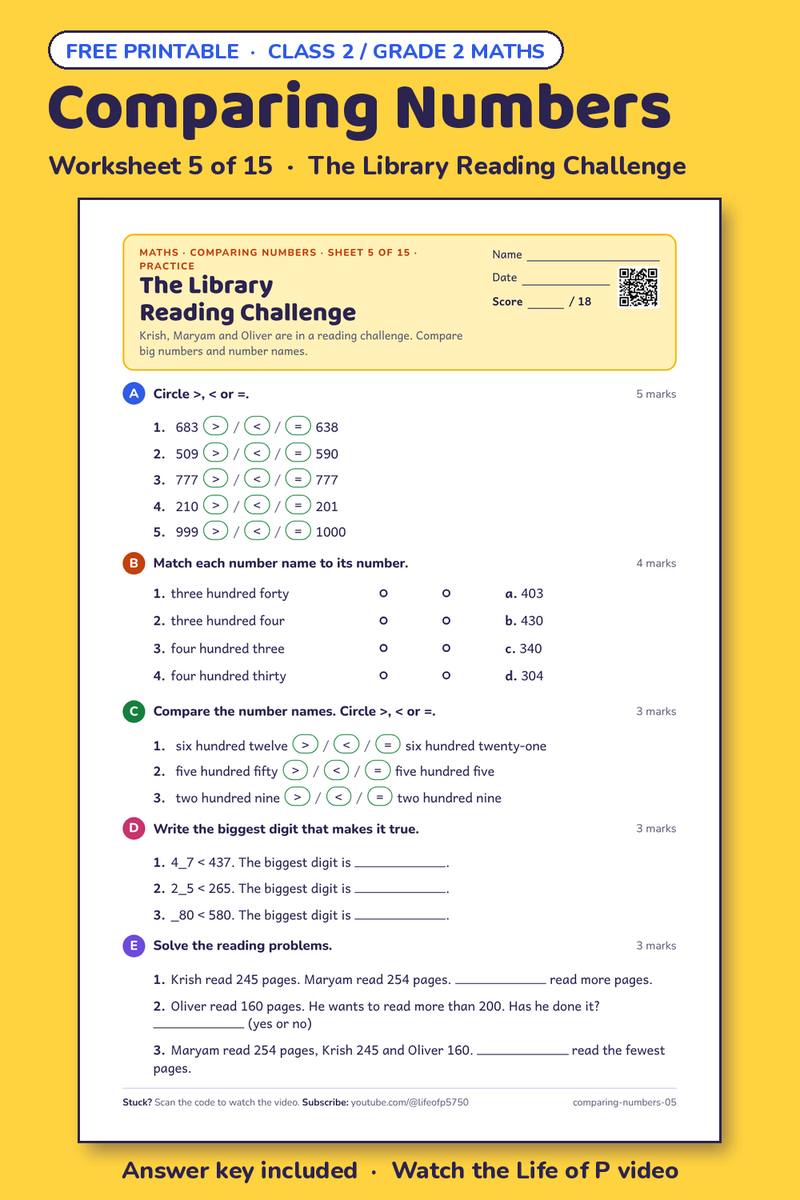 FREE PRINTABLE · CLASS 2 / GRADE 2 MATHS
Comparing Numbers
Worksheet 5 of 15 · The Library Reading Challenge
MATHS · COMPARING NUMBERS · SHEET 5 OF 15 ·
PRACTICE
The Library
Reading Challenge
Krish, Maryam and Oliver are in a reading challenge. Compare
big numbers and number names.
Name ____________
Date ____________
Score _____ / 18
A Circle >, < or =. 5 marks
1. 683 > / < / = 638
2. 509 > / < / = 590
3. 777 > / < / = 777
4. 210 > / < / = 201
5. 999 > / < / = 1000
B Match each number name to its number. 4 marks
1. three hundred forty a. 403
2. three hundred four b. 430
3. four hundred three c. 340
4. four hundred thirty d. 304
C Compare the number names. Circle >, < or =. 3 marks
1. six hundred twelve > / < / = six hundred twenty-one
2. five hundred fifty > / < / = five hundred five
3. two hundred nine > / < / = two hundred nine
D Write the biggest digit that makes it true. 3 marks
1. 4_7 < 437. The biggest digit is ____________.
2. 2_5 < 265. The biggest digit is ____________.
3. _80 < 580. The biggest digit is ____________.
E Solve the reading problems. 3 marks
1. Krish read 245 pages. Maryam read 254 pages. ____________ read more pages.
2. Oliver read 160 pages. He wants to read more than 200. Has he done it?
____________ (yes or no)
3. Maryam read 254 pages, Krish 245 and Oliver 160. ____________ read the fewest
pages.
Stuck? Scan the code to watch the video. Subscribe: youtube.com/@lifeofp5750 comparing-numbers-05
Answer key included · Watch the Life of P video